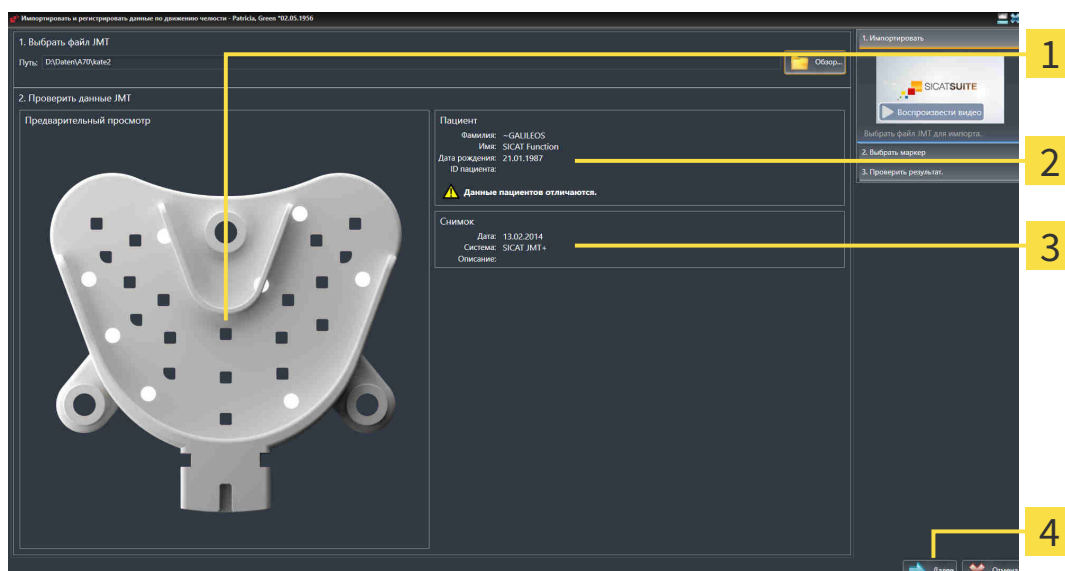 Импортировать и регистрировать данные по движению челюсти - Patricia, Green *02.05.1956
1. Выбрать файл JMT
Путь: D:\Daten\A70\kate2
Обзор...
2. Проверить данные JMT
Предварительный просмотр
Пациент
Фамилия: ~GALILEOS
Имя: SICAT Function
Дата рождения: 21.01.1987
ID пациента:
Данные пациентов отличаются.
Снимок
Дата: 13.02.2014
Система: SICAT JMT+
Описание:
1. Импортировать
SICATSUITE
Воспроизвести видео
Выбрать файл JMT для импорта.
2. Выбрать маркер
3. Проверить результат.
Далее
Отмена
1
2
3
4